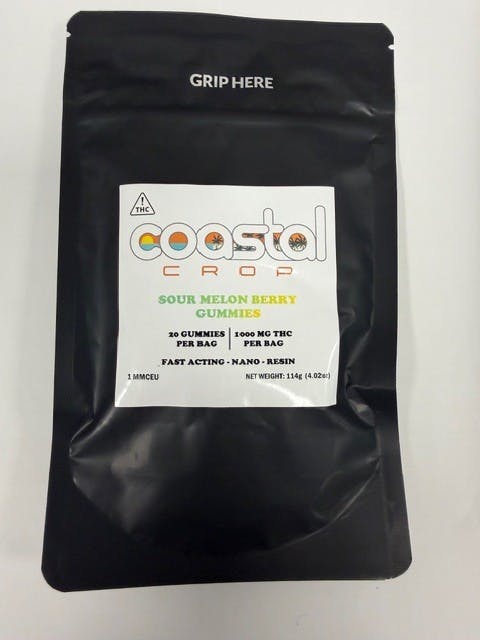 GRIP HERE
THC
coastal
CROP
SOUR MELON BERRY
GUMMIES
20 GUMMIES
PER BAG
1000 MG THC
PER BAG
FAST ACTING - NANO - RESIN
1 MMCEU
NET WEIGHT: 114g (4.02oz)